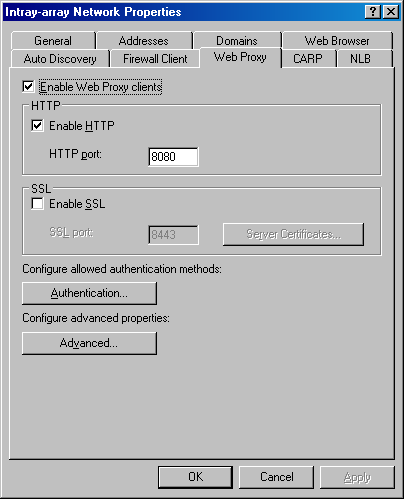 Intray-array Network Properties
General Addresses Domains Web Browser
Auto Discovery Firewall Client Web Proxy CARP NLB
Enable Web Proxy clients
HTTP
Enable HTTP
HTTP port: 8080
SSL
Enable SSL
SSL port: 8443 Server Certificates...
Configure allowed authentication methods:
Authentication...
Configure advanced properties:
Advanced...
OK Cancel Apply